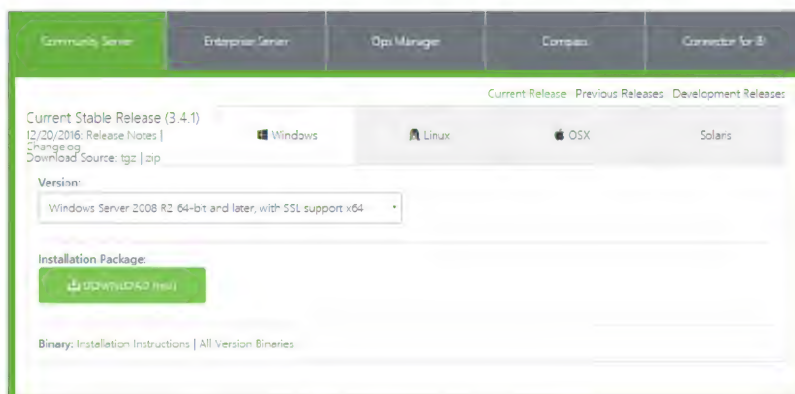 Community Server Enterprise Server Ops Manager Compass Connector for BI
Current Release Previous Releases Development Releases
Current Stable Release (3.4.1)
12/20/2016: Release Notes |
Changelog
Download Source: tgz | zip
Windows Linux OSX Solaris
Version:
Windows Server 2008 R2 64-bit and later, with SSL support x64
Installation Package:
DOWNLOAD (msi)
Binary: Installation Instructions | All Version Binaries